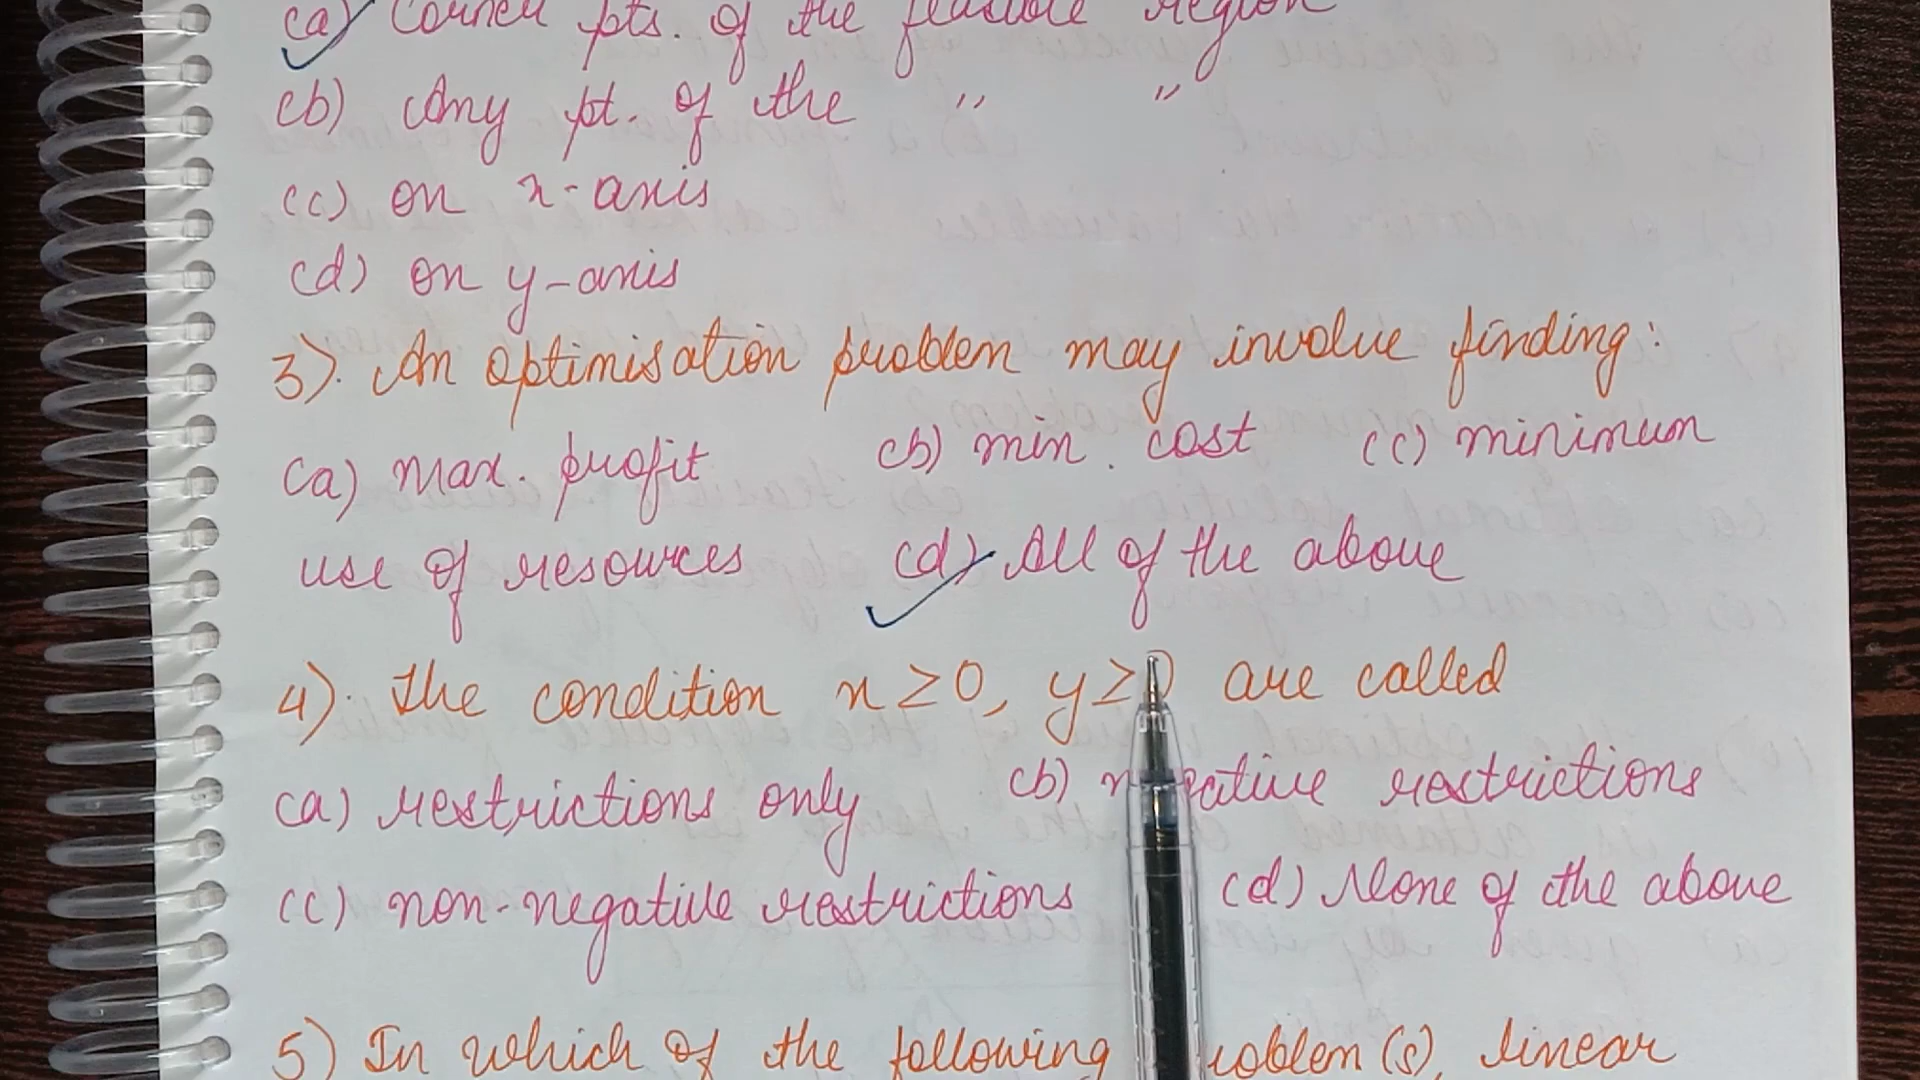 (a) Corner pts. of the feasible region
(b) Any pt. of the " "
(c) on x-axis
(d) on y-axis
3). An optimisation problem may involve finding:
(a) max. profit (b) min. cost (c) minimum
use of resources (d) All of the above
4). The condition x ≥ 0, y ≥ 0 are called
(a) restrictions only (b) negative restrictions
(c) non-negative restrictions (d) None of the above
5) In which of the following problem(s), linear